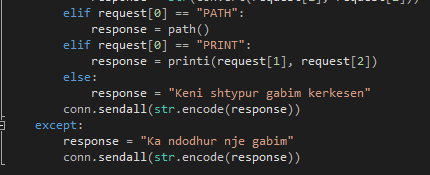 elif request[0] == "PATH":
response = path()
elif request[0] == "PRINT":
response = printi(request[1], request[2])
else:
response = "Keni shtypur gabim kerkesen"
conn.sendall(str.encode(response))
except:
response = "Ka ndodhur nje gabim"
conn.sendall(str.encode(response))